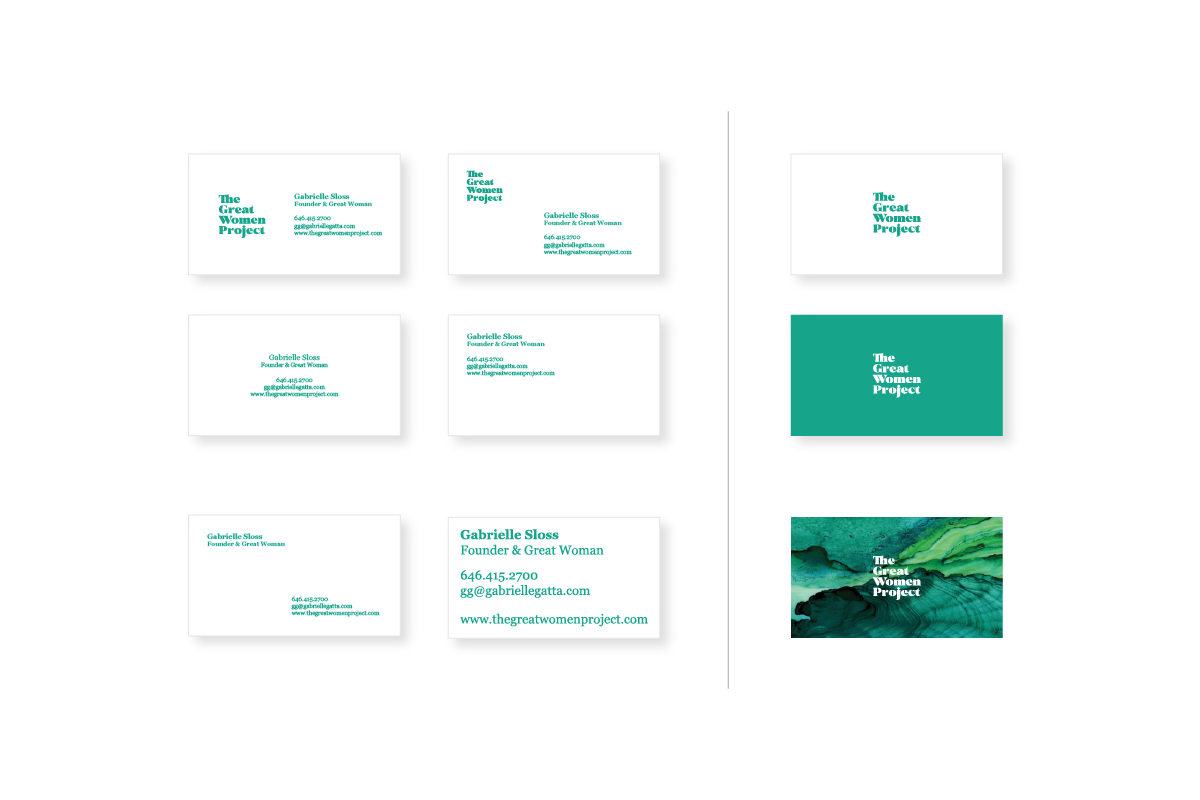 The
Great
Women
Project
Gabrielle Sloss
Founder & Great Woman
646.415.2700
gg@gabriellegatta.com
www.thegreatwomenproject.com
The
Great
Women
Project
Gabrielle Sloss
Founder & Great Woman
646.415.2700
gg@gabriellegatta.com
www.thegreatwomenproject.com
The
Great
Women
Project
Gabrielle Sloss
Founder & Great Woman
646.415.2700
gg@gabriellegatta.com
www.thegreatwomenproject.com
Gabrielle Sloss
Founder & Great Woman
646.415.2700
gg@gabriellegatta.com
www.thegreatwomenproject.com
The
Great
Women
Project
Gabrielle Sloss
Founder & Great Woman
646.415.2700
gg@gabriellegatta.com
www.thegreatwomenproject.com
Gabrielle Sloss
Founder & Great Woman
646.415.2700
gg@gabriellegatta.com
www.thegreatwomenproject.com
The
Great
Women
Project